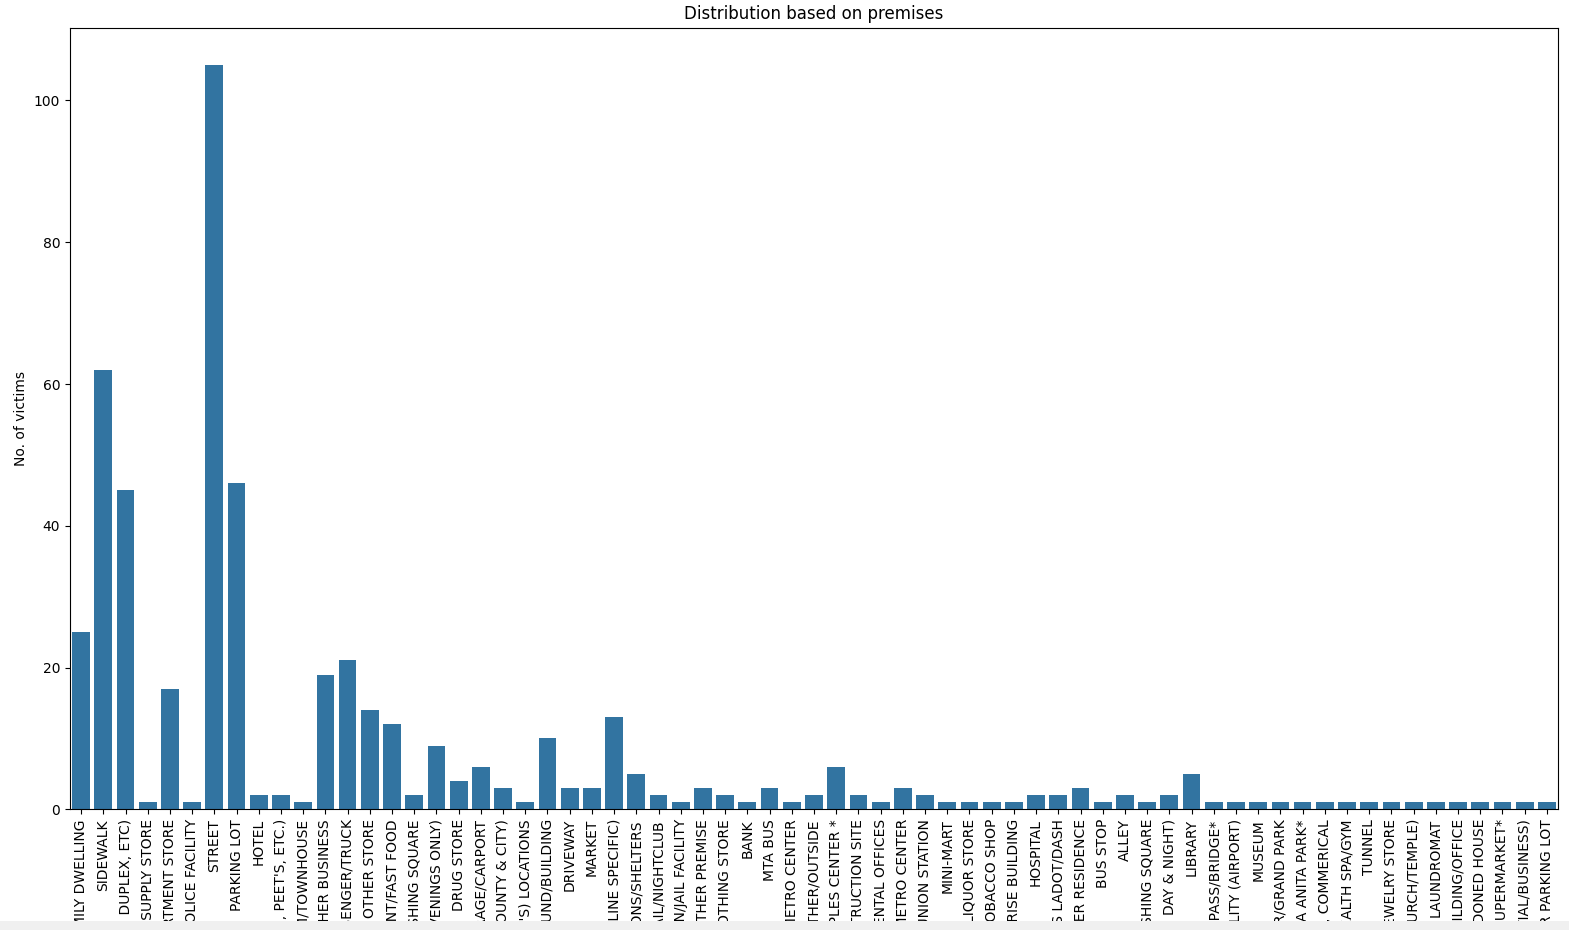 Distribution based on premises
No. of victims
100
80
60
40
20
0
MILY DWELLING
SIDEWALK
DUPLEX, ETC)
SUPPLY STORE
RTMENT STORE
OLICE FACILITY
STREET
PARKING LOT
HOTEL
, PEET'S, ETC.)
/TOWNHOUSE
HER BUSINESS
ENGER/TRUCK
OTHER STORE
NT/FAST FOOD
SHING SQUARE
VENINGS ONLY)
DRUG STORE
AGE/CARPORT
OUNTY & CITY)
'S) LOCATIONS
UND/BUILDING
DRIVEWAY
MARKET
LINE SPECIFIC)
ONS/SHELTERS
AIL/NIGHTCLUB
N/JAIL FACILITY
THER PREMISE
OTHING STORE
BANK
MTA BUS
METRO CENTER
THER/OUTSIDE
PLES CENTER *
TRUCTION SITE
ENTAL OFFICES
METRO CENTER
UNION STATION
MINI-MART
LIQUOR STORE
OBACCO SHOP
RISE BUILDING
HOSPITAL
S LADOT/DASH
ER RESIDENCE
BUS STOP
ALLEY
SHING SQUARE
DAY & NIGHT)
LIBRARY
PASS/BRIDGE*
LITY (AIRPORT)
MUSEUM
R/GRAND PARK
A ANITA PARK*
, COMMERICAL
ALTH SPA/GYM
TUNNEL
EWELRY STORE
URCH/TEMPLE)
LAUNDROMAT
ILDING/OFFICE
DONED HOUSE
UPERMARKET*
IAL/BUSINESS)
R PARKING LOT